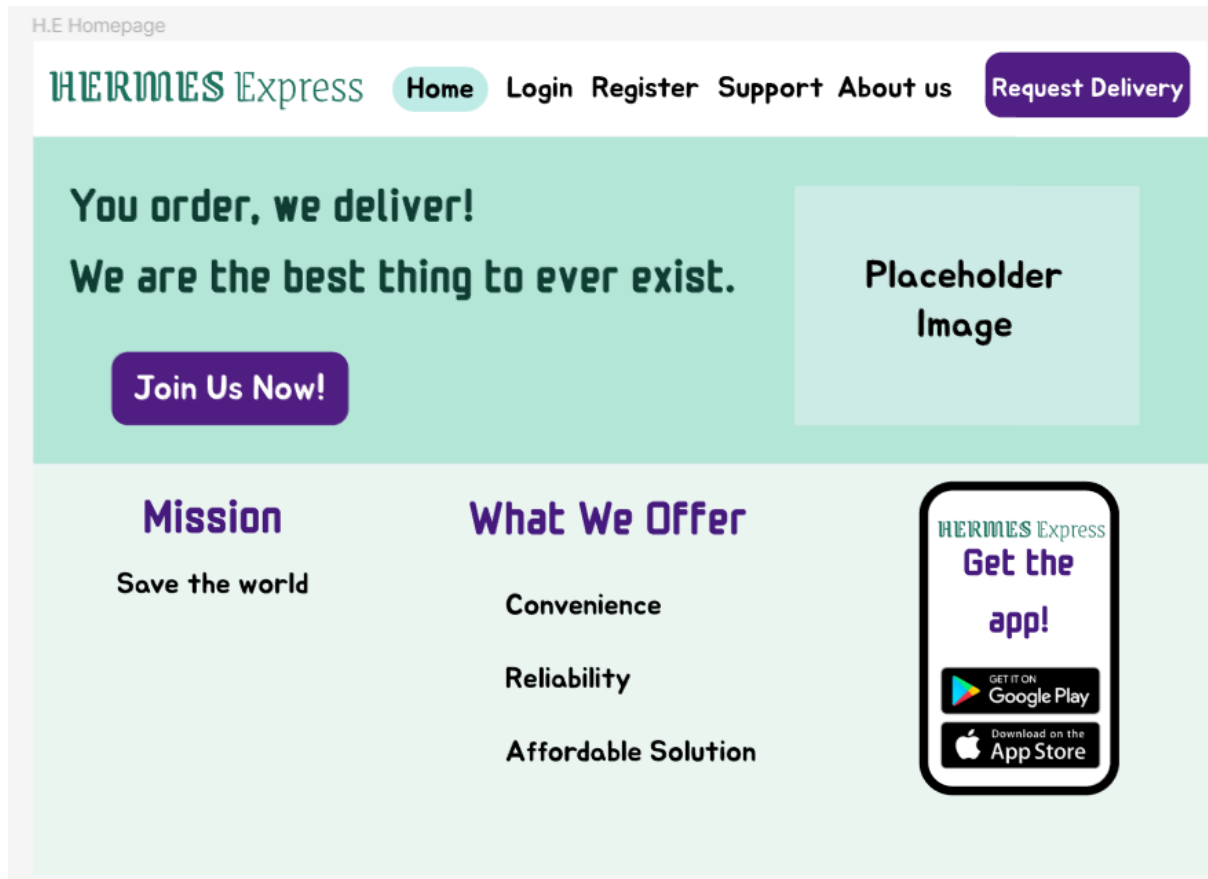 H.E Homepage
HERMES Express Home Login Register Support About us Request Delivery
You order, we deliver!
We are the best thing to ever exist.
Placeholder
Image
Join Us Now!
Mission
Save the world
What We Offer
Convenience
Reliability
Affordable Solution
HERMES Express
Get the
app!
GET IT ON
Google Play
Download on the
App Store